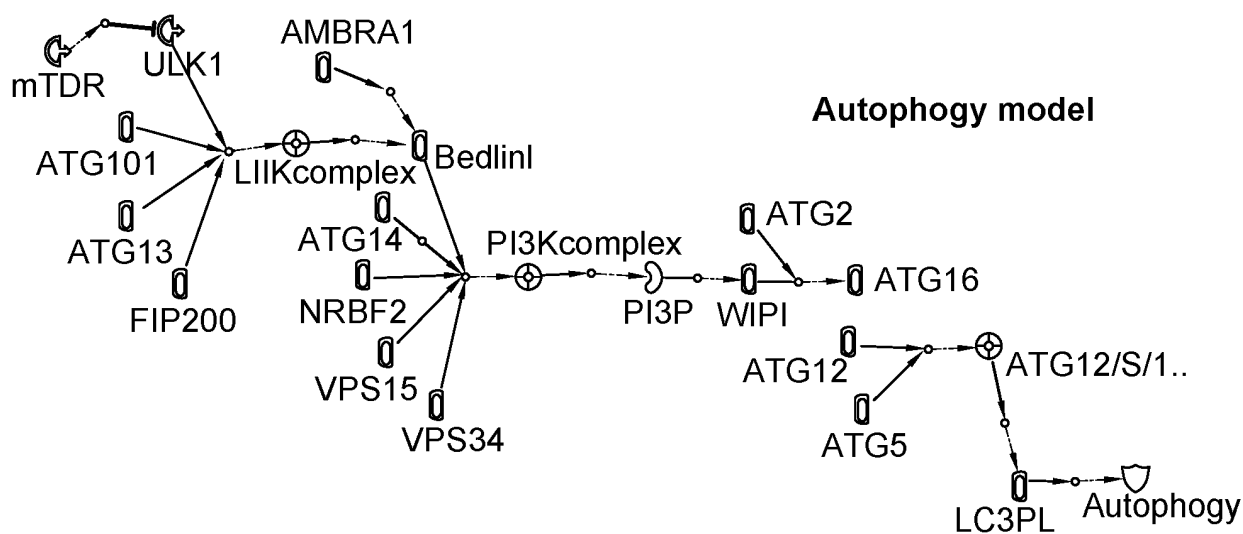 AMBRA1
ULK1
mTDR
Autophogy model
ATG101
LIIKcomplex
Bedlinl
ATG13
ATG14
PI3Kcomplex
ATG2
FIP200
NRBF2
PI3P
WIPI
ATG16
VPS15
ATG12
ATG12/S/1..
VPS34
ATG5
LC3PL
Autophogy